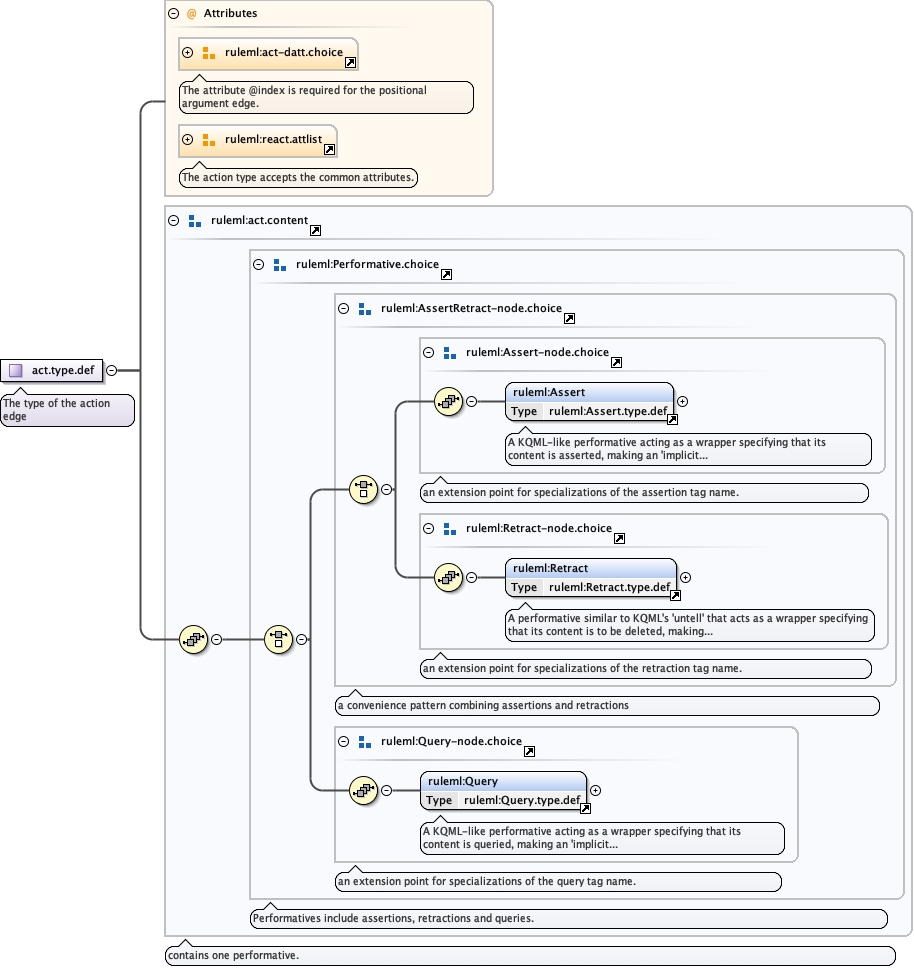 @ Attributes
ruleml:act-datt.choice
The attribute @index is required for the positional
argument edge.
ruleml:react.attlist
The action type accepts the common attributes.
ruleml:act.content
ruleml:Performative.choice
ruleml:AssertRetract-node.choice
ruleml:Assert-node.choice
act.type.def
The type of the action
edge
ruleml:Assert
Type ruleml:Assert.type.def
A KQML-like performative acting as a wrapper specifying that its
content is asserted, making an 'implicit...
an extension point for specializations of the assertion tag name.
ruleml:Retract-node.choice
ruleml:Retract
Type ruleml:Retract.type.def
A performative similar to KQML's 'untell' that acts as a wrapper specifying
that its content is to be deleted, making...
an extension point for specializations of the retraction tag name.
a convenience pattern combining assertions and retractions
ruleml:Query-node.choice
ruleml:Query
Type ruleml:Query.type.def
A KQML-like performative acting as a wrapper specifying that its
content is queried, making an 'implicit...
an extension point for specializations of the query tag name.
Performatives include assertions, retractions and queries.
contains one performative.